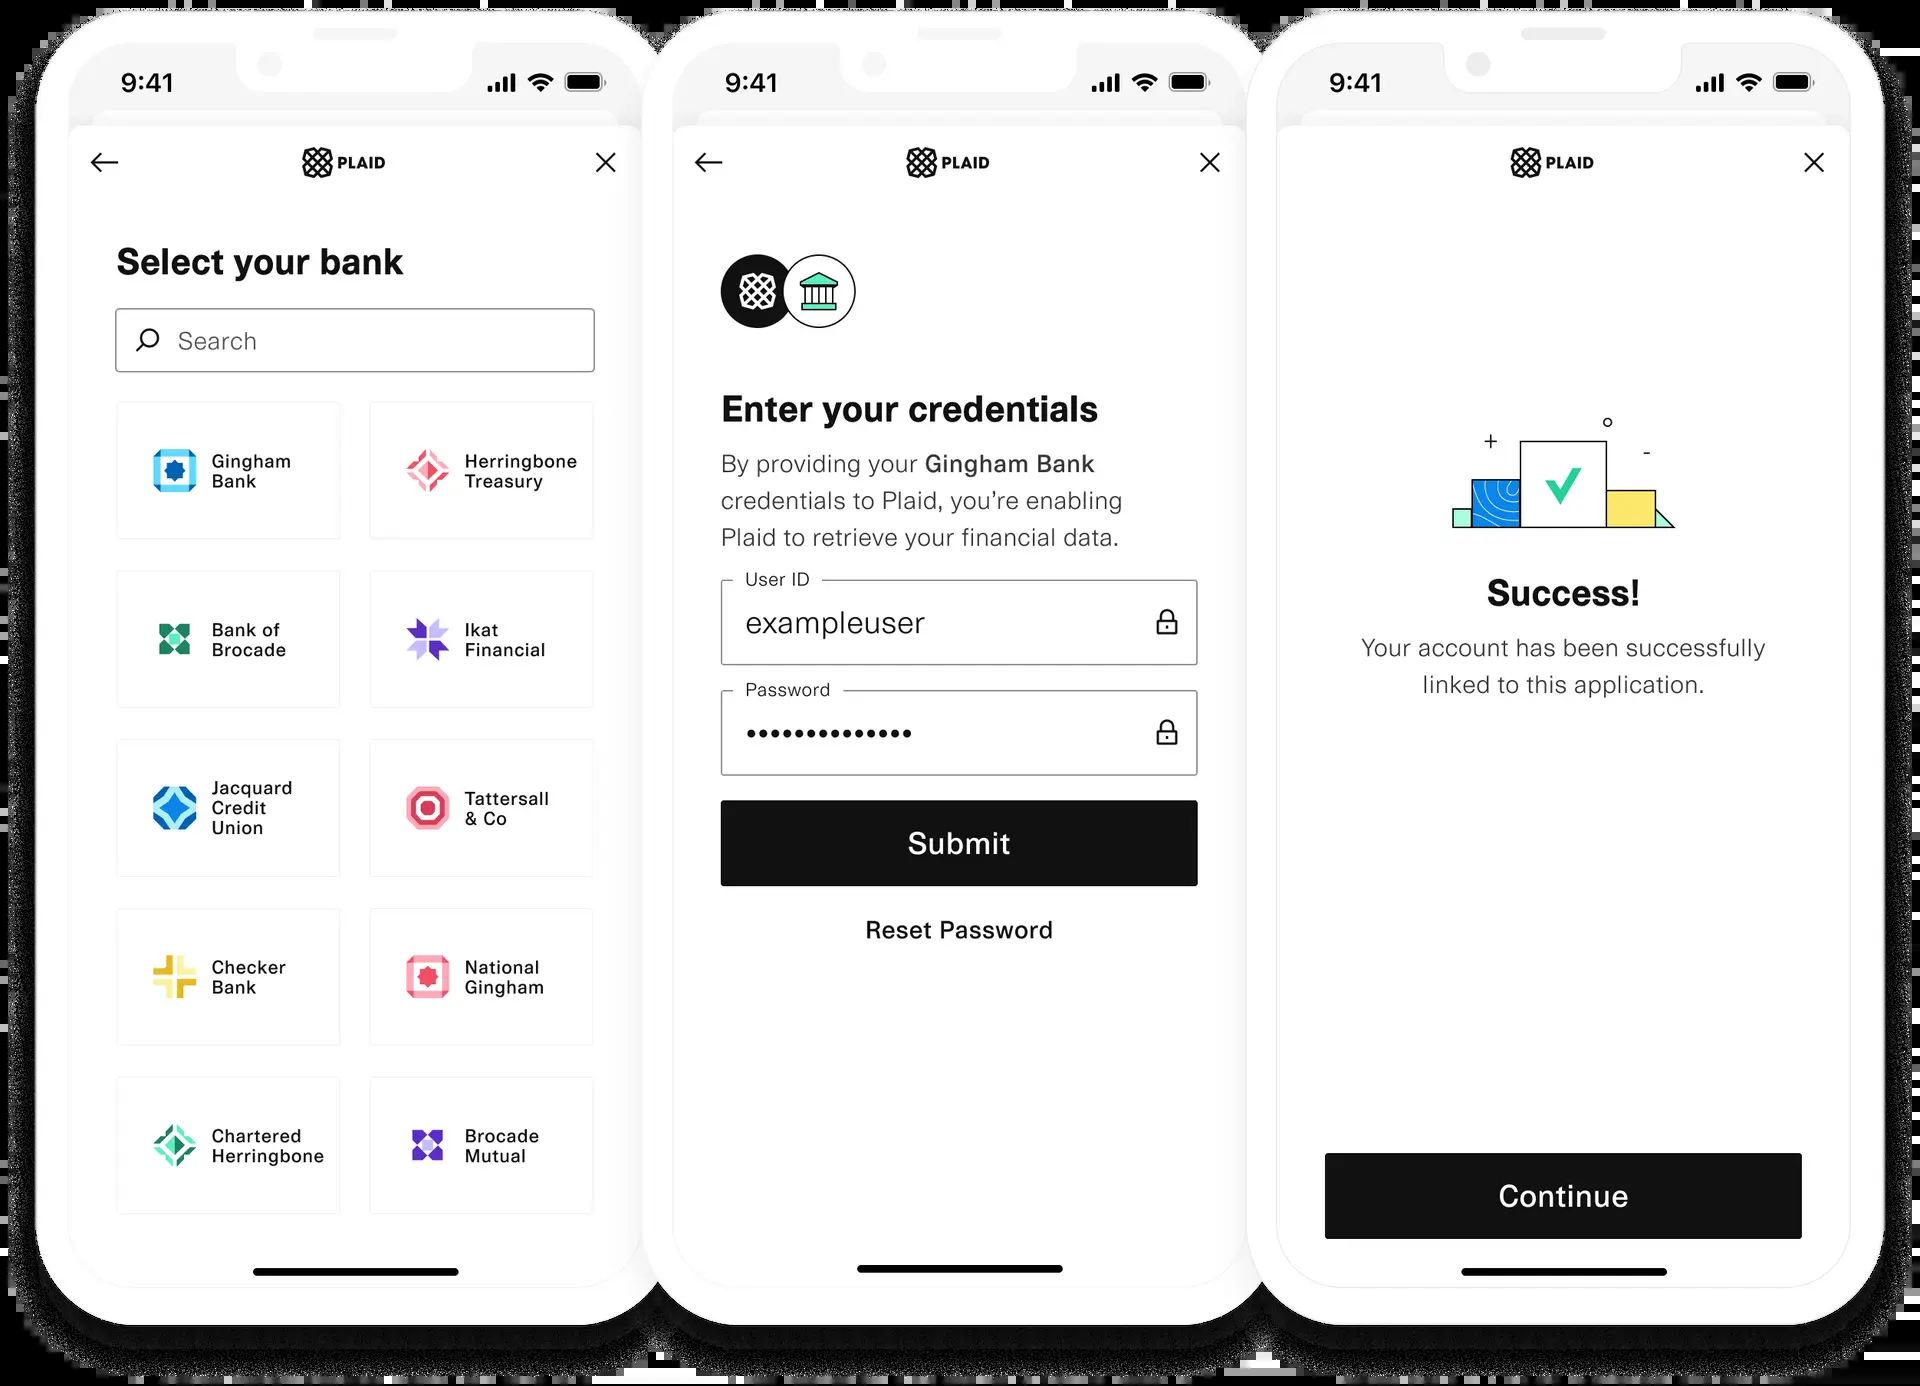 9:41
PLAID
Select your bank
Search
Gingham
Bank
Herringbone
Treasury
Bank of
Brocade
Ikat
Financial
Jacquard
Credit
Union
Tattersall
& Co
Checker
Bank
National
Gingham
Chartered
Herringbone
Brocade
Mutual
9:41
PLAID
Enter your credentials
By providing your Gingham Bank
credentials to Plaid, you’re enabling
Plaid to retrieve your financial data.
User ID
exampleuser
Password
••••••••••••••
Submit
Reset Password
9:41
PLAID
Success!
Your account has been successfully
linked to this application.
Continue